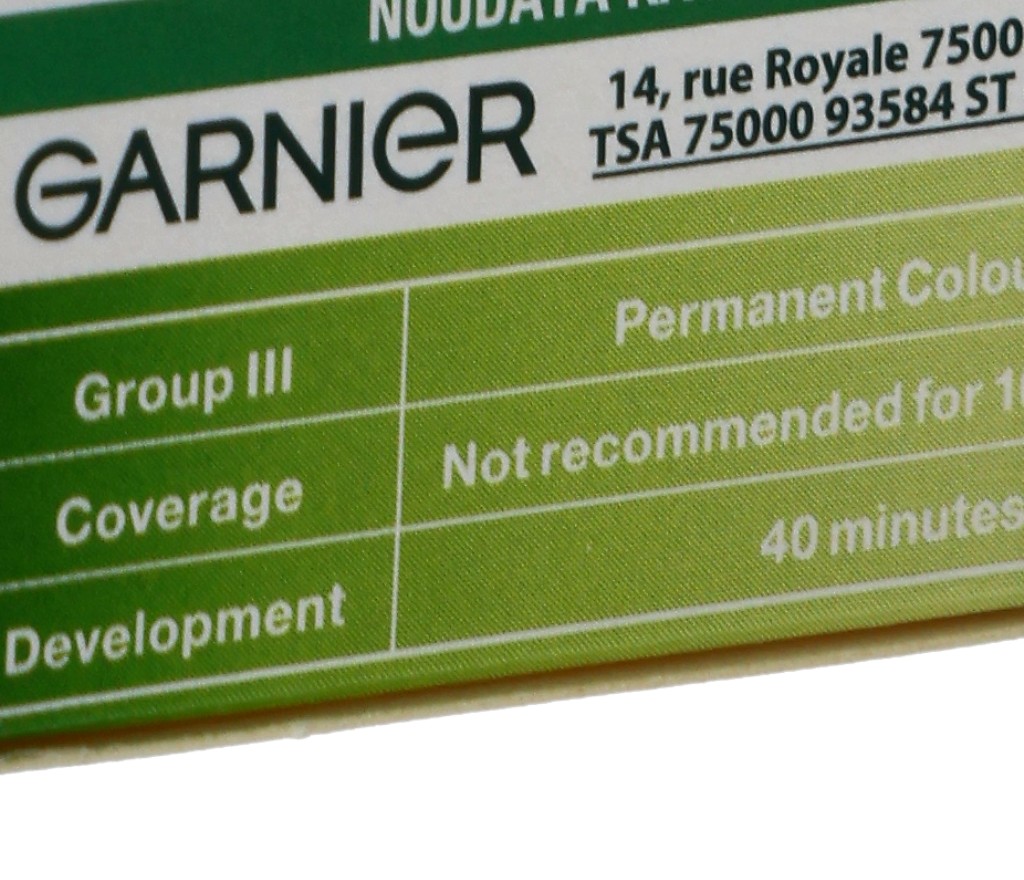 GARNIER
14, rue Royale 7500
TSA 75000 93584 ST
Group III Permanent Colou
Coverage Not recommended for 1
Development 40 minutes